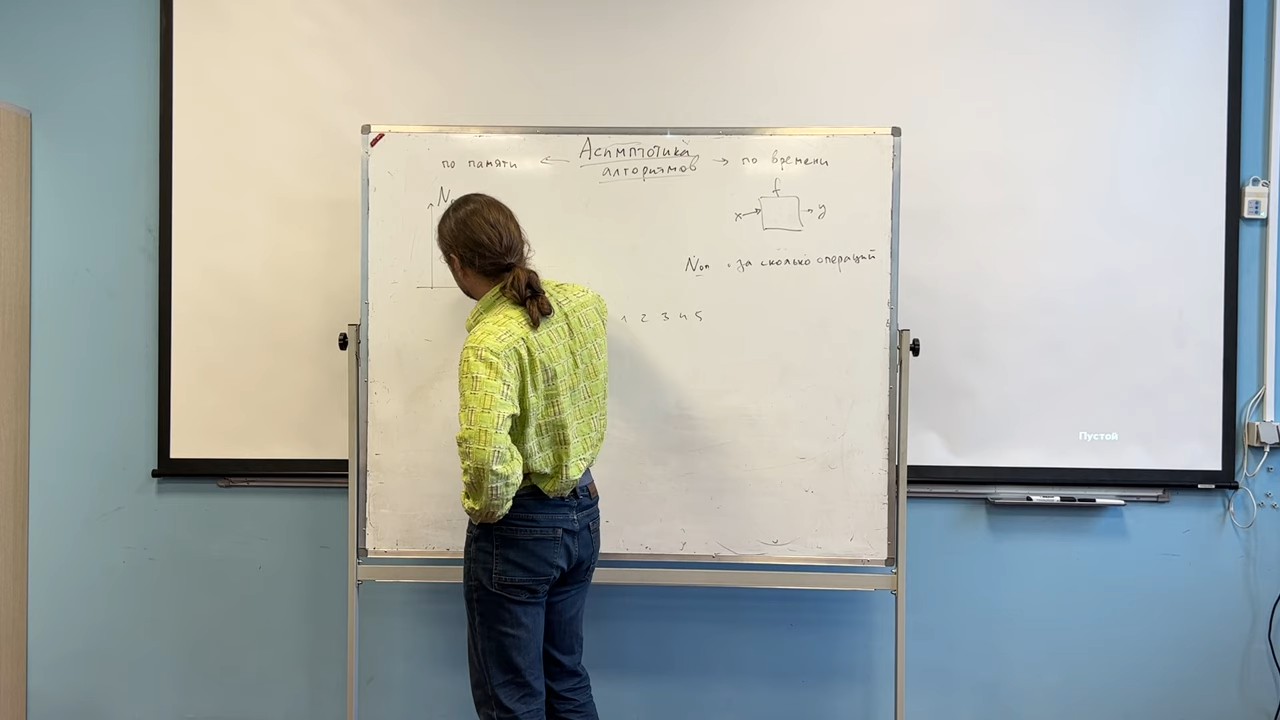 Асимптотика
алгоритмов
по памяти ← → по времени
N
f
x → → y
Nоп - за сколько операций
1 2 3 4 5
Пустой